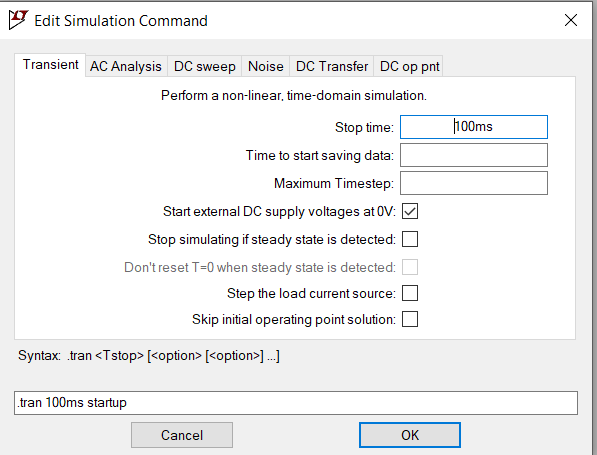 Edit Simulation Command
Transient AC Analysis DC sweep Noise DC Transfer DC op pnt
Perform a non-linear, time-domain simulation.
Stop time: 100ms
Time to start saving data:
Maximum Timestep:
Start external DC supply voltages at 0V:
Stop simulating if steady state is detected:
Don't reset T=0 when steady state is detected:
Step the load current source:
Skip initial operating point solution:
Syntax: .tran <Tstop> [<option> [<option>] ...]
.tran 100ms startup
Cancel OK